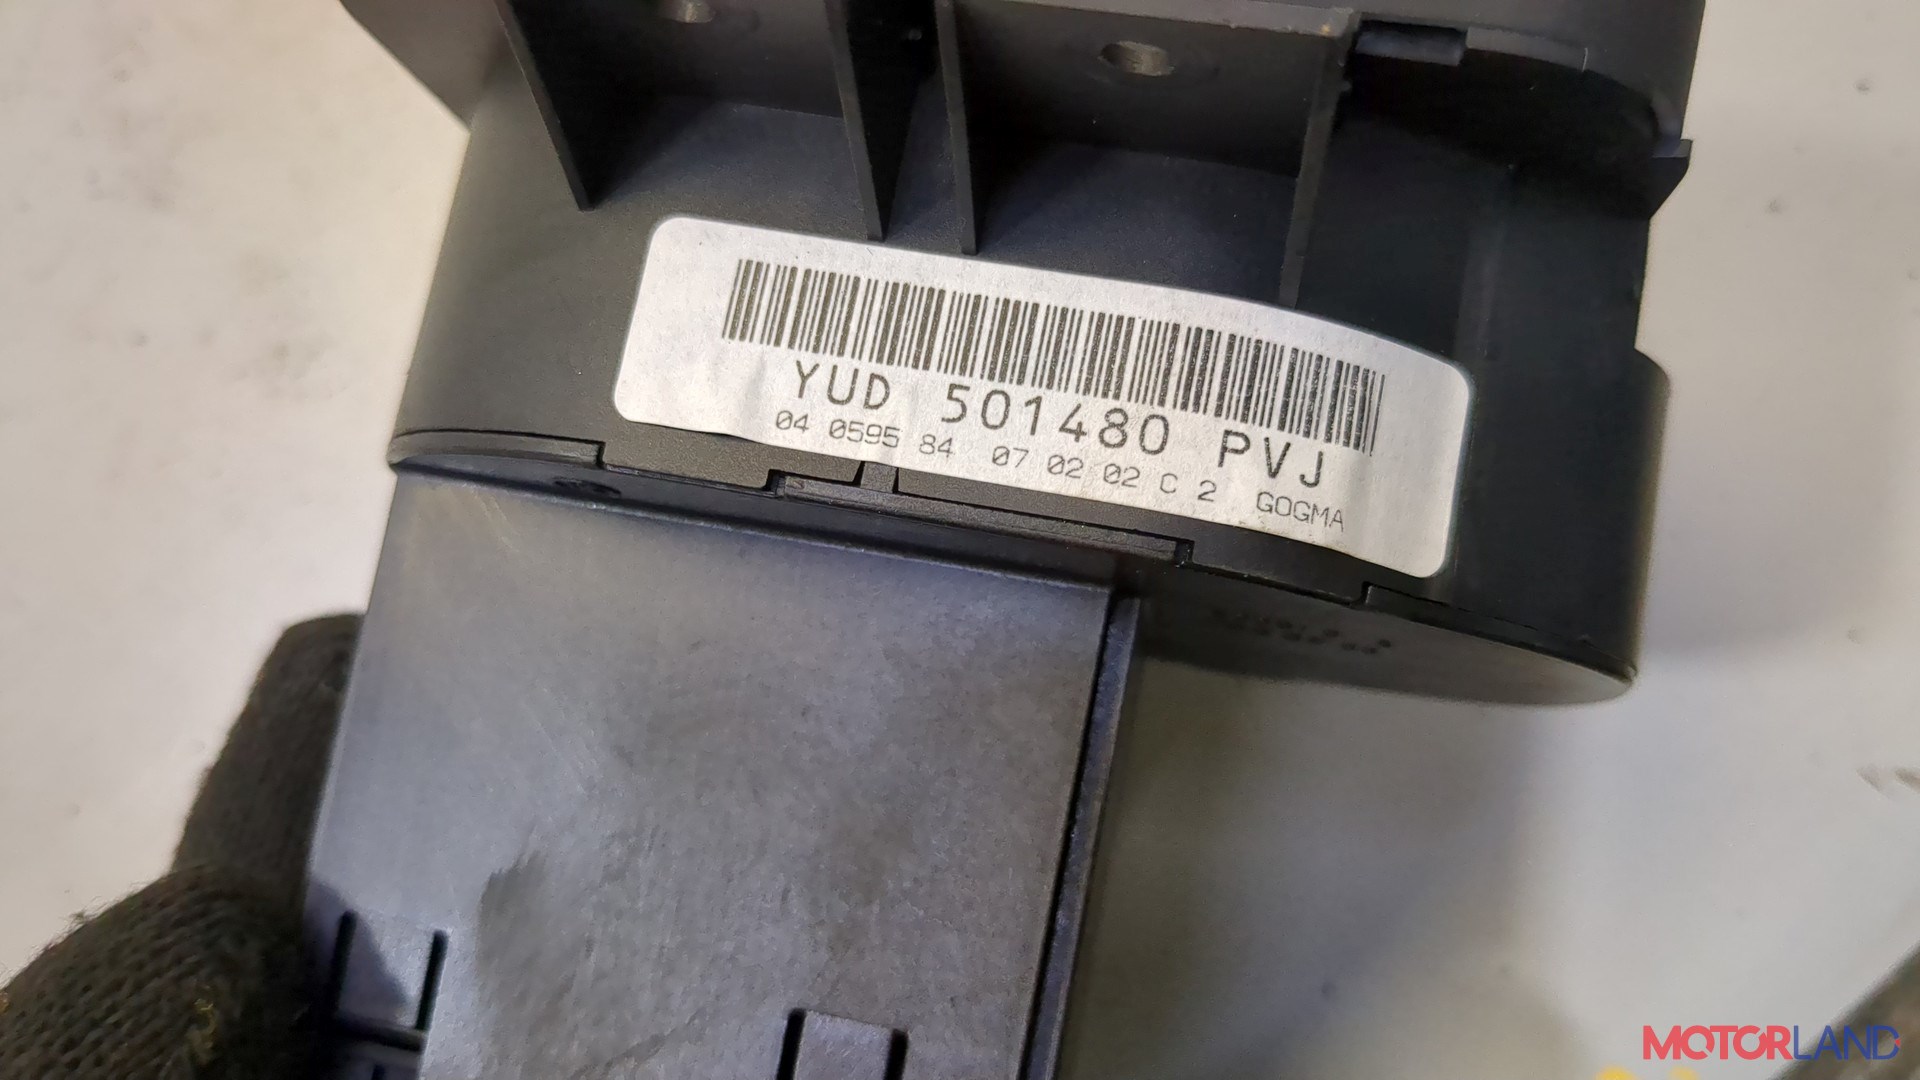 YUD 501480 PVJ
04 0595 84 07 02 02 C 2 GOGMA
MOTORLAND